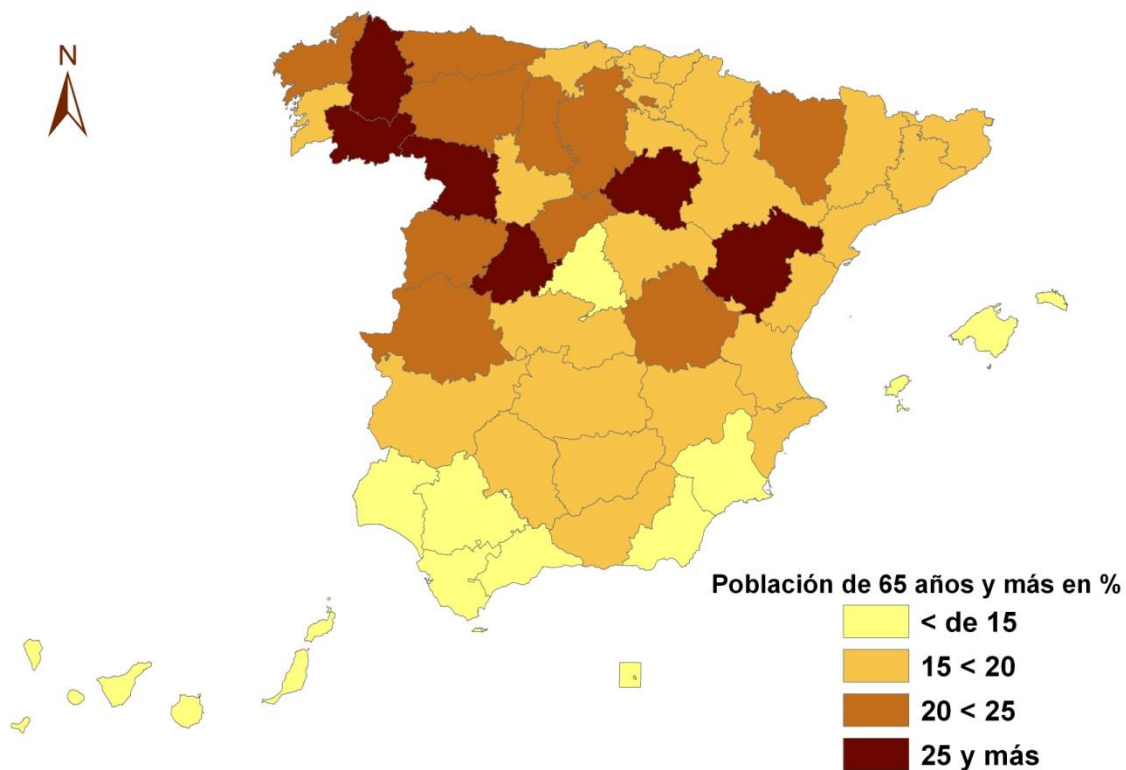 N
Población de 65 años y más en %
< de 15
15 < 20
20 < 25
25 y más